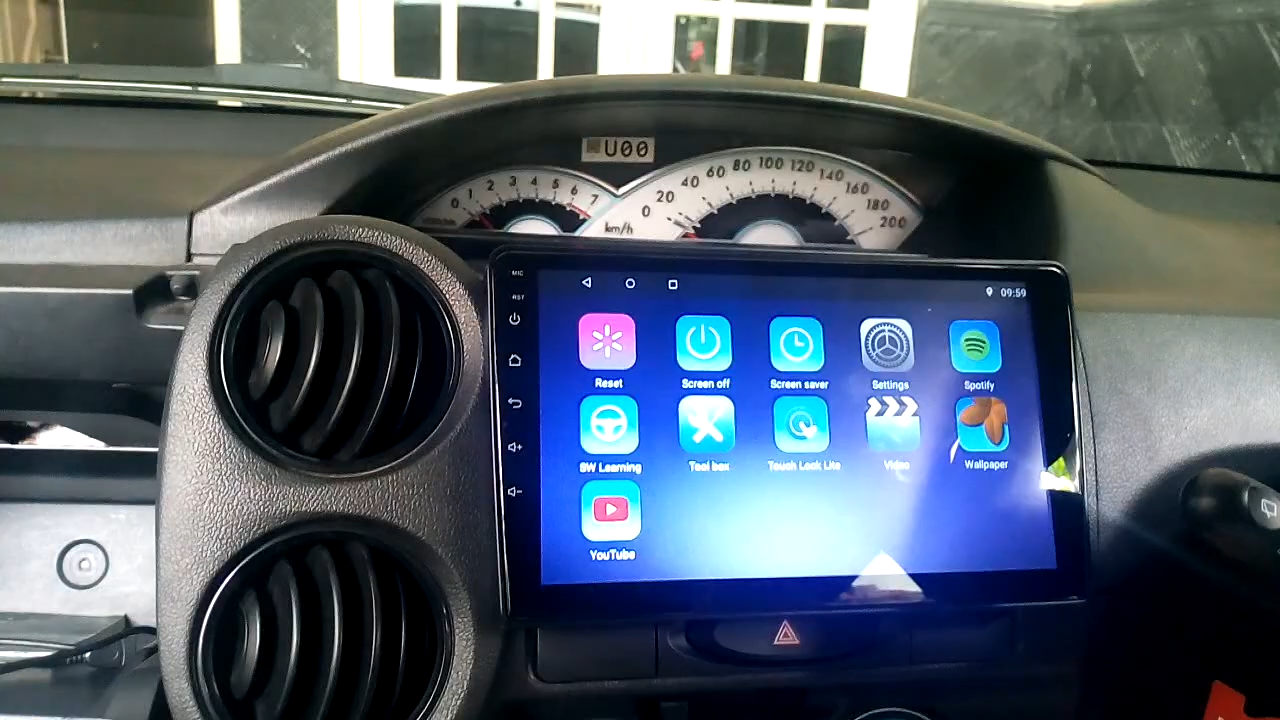 U00
0 1 2 3 4 5 6 7
0 20 40 60 80 100 120 140 160 180 200
km/h
MIC
RST
09:59
Reset Screen off Screen saver Settings Spotify
SW Learning Tool box Touch Lock Lite Video Wallpaper
YouTube